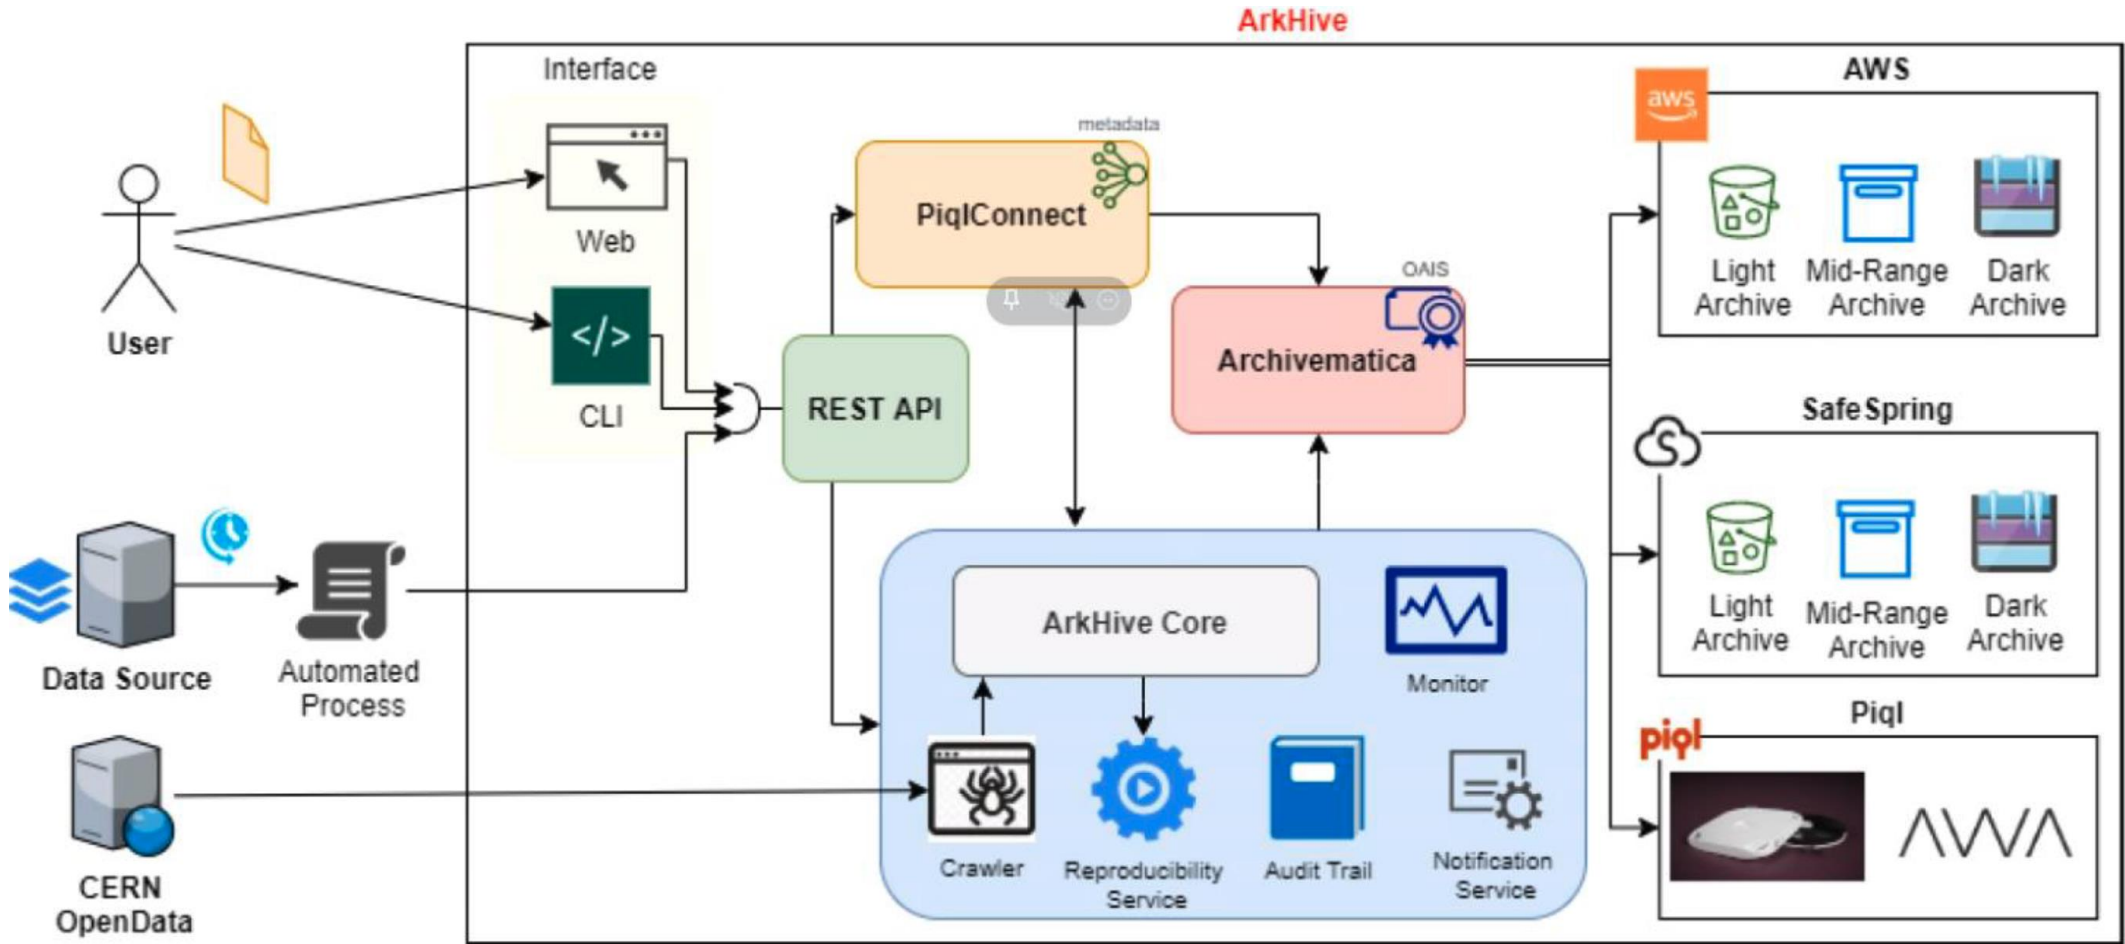 ArkHive
Interface
AWS
aws
metadata
PiqlConnect
Web
User
Light
Archive
Mid-Range
Archive
Dark
Archive
OAIS
Archivematica
</>
CLI
REST API
SafeSpring
S
Light
Archive
Mid-Range
Archive
Dark
Archive
Data Source
Automated
Process
ArkHive Core
Monitor
Piql
piql
AWA
Crawler
Reproducibility
Service
Audit Trail
Notification
Service
CERN
OpenData